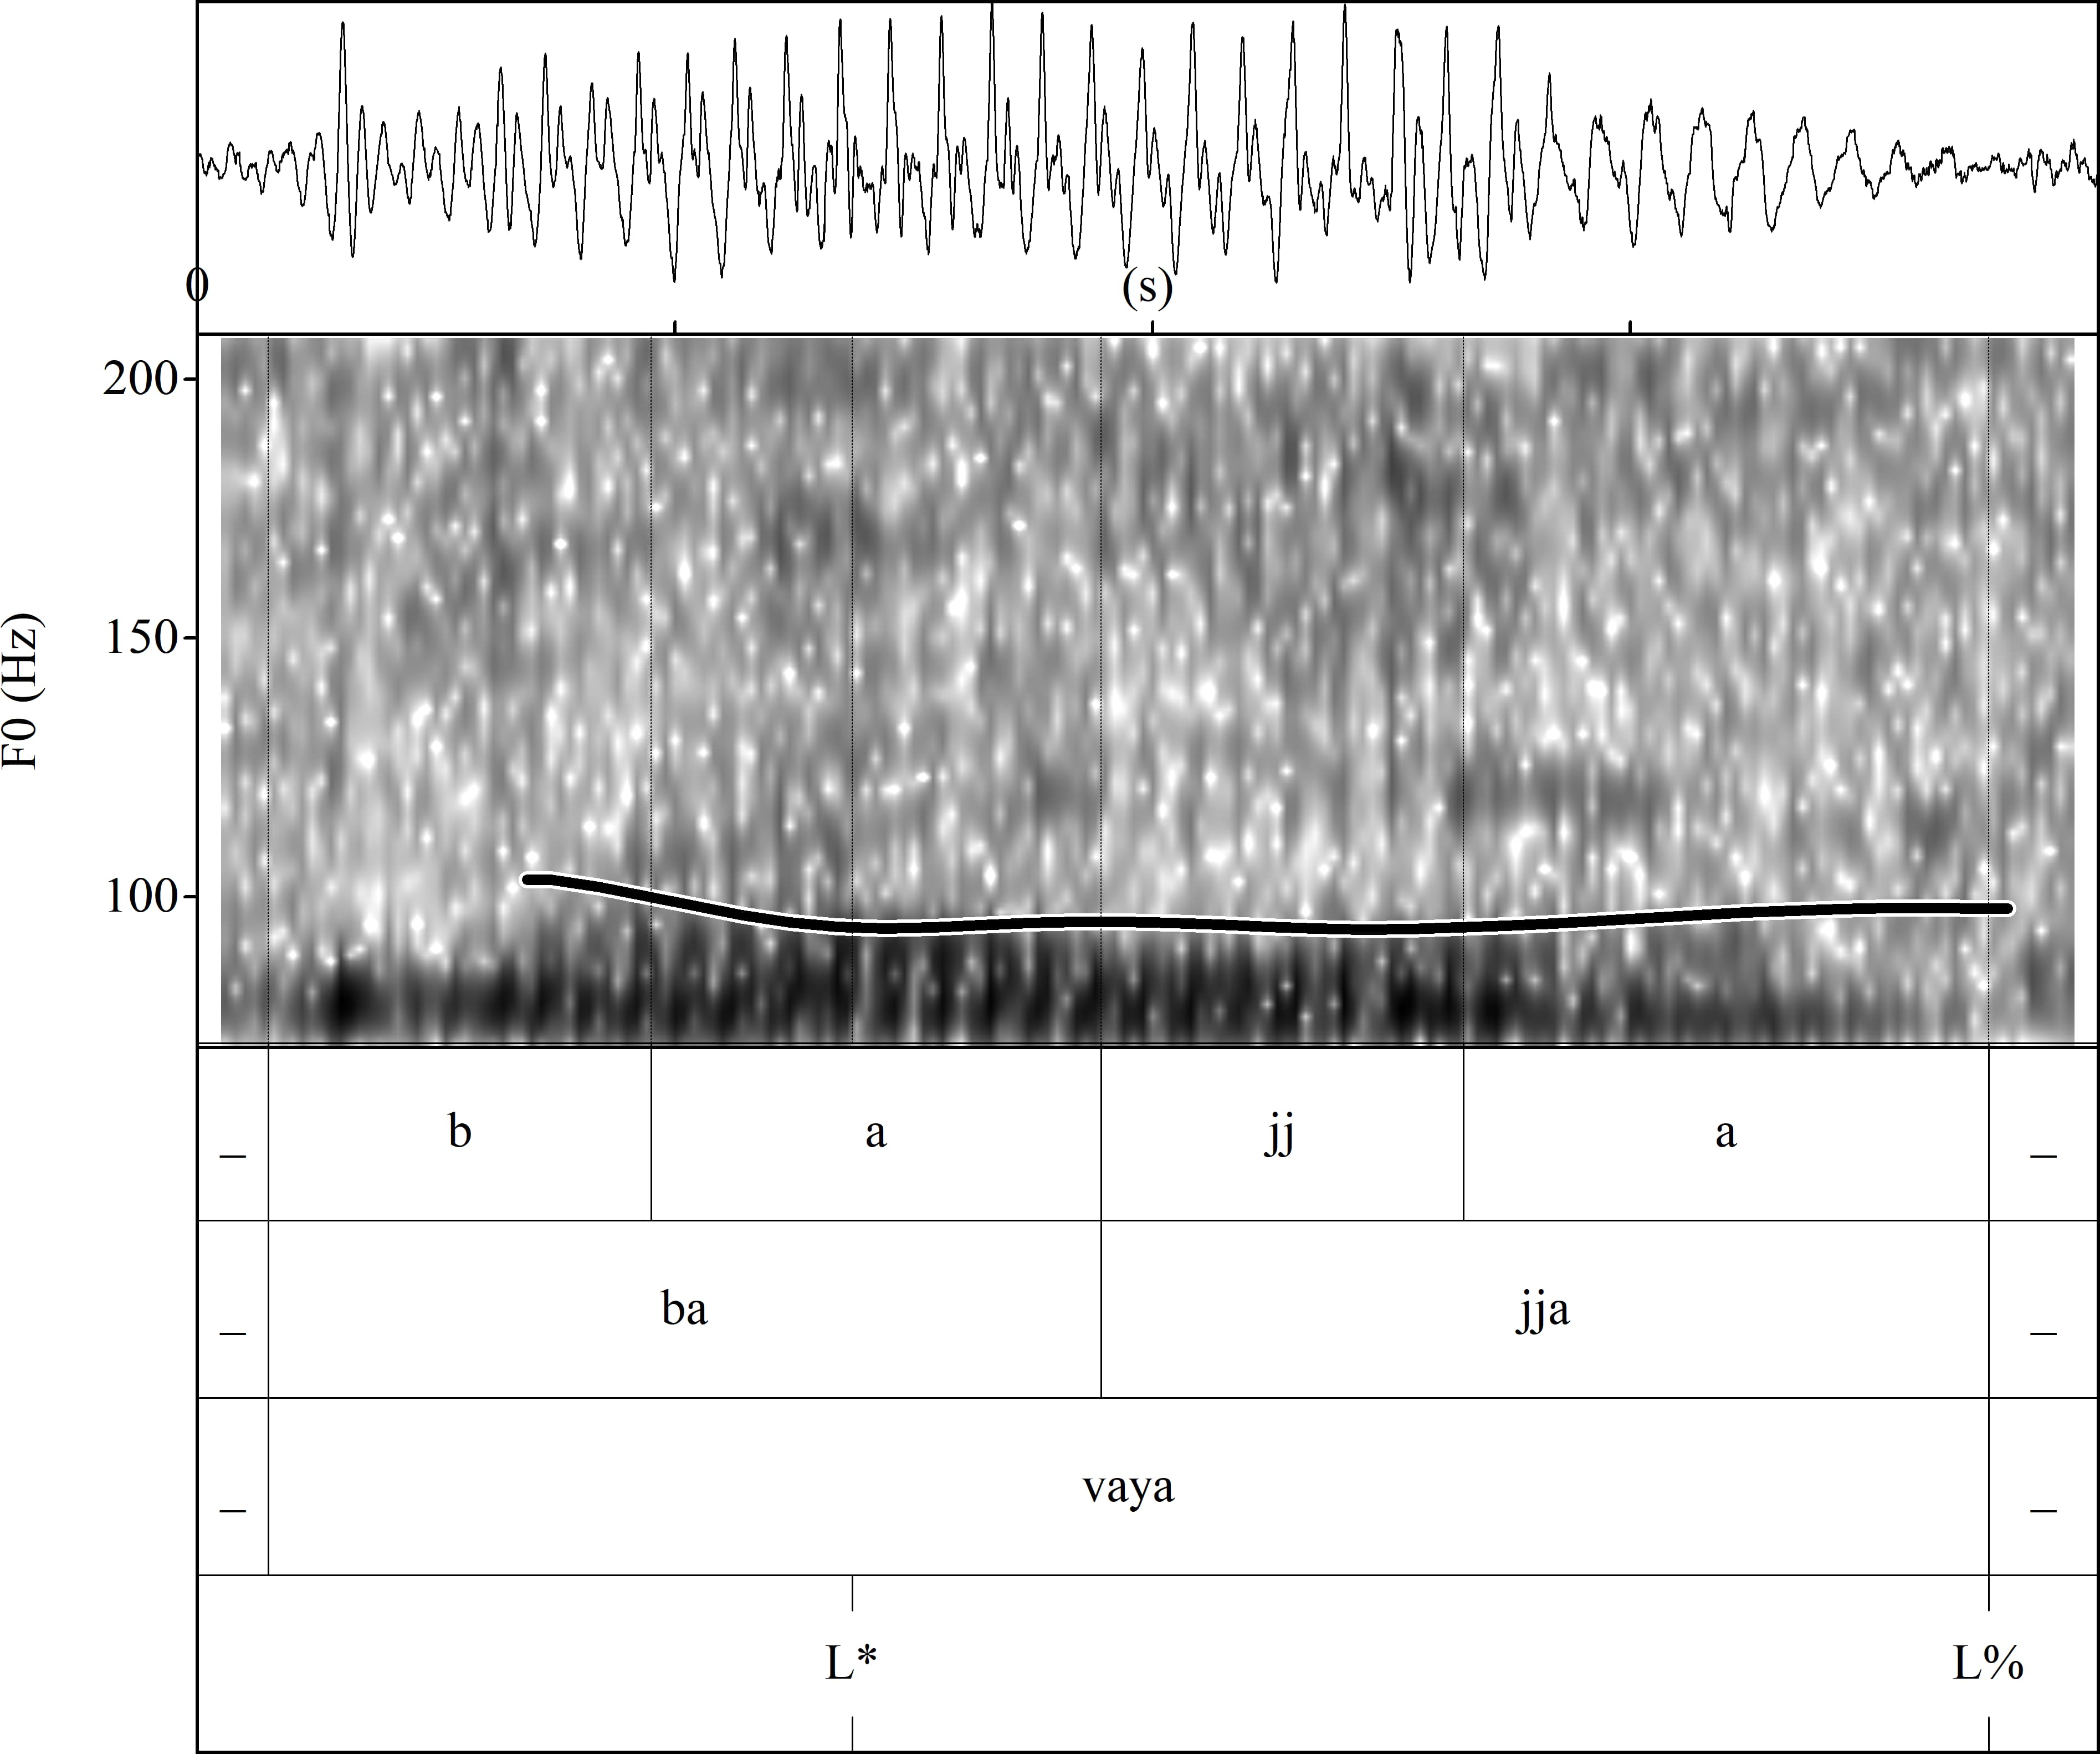 0 (s)
200
150
100
F0 (Hz)
– b a jj a –
– ba jja –
– vaya –
L* L%